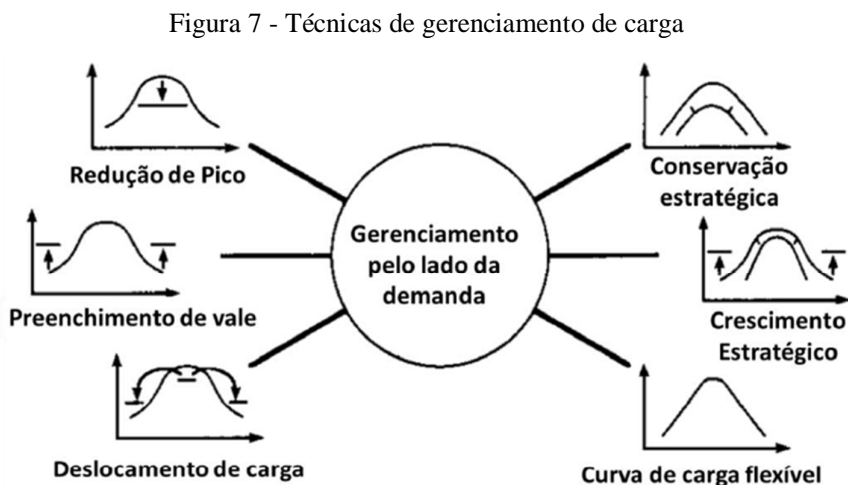 Figura 7 - Técnicas de gerenciamento de carga
Redução de Pico
Preenchimento de vale
Deslocamento de carga
Gerenciamento
pelo lado da
demanda
Conservação
estratégica
Crescimento
Estratégico
Curva de carga flexível